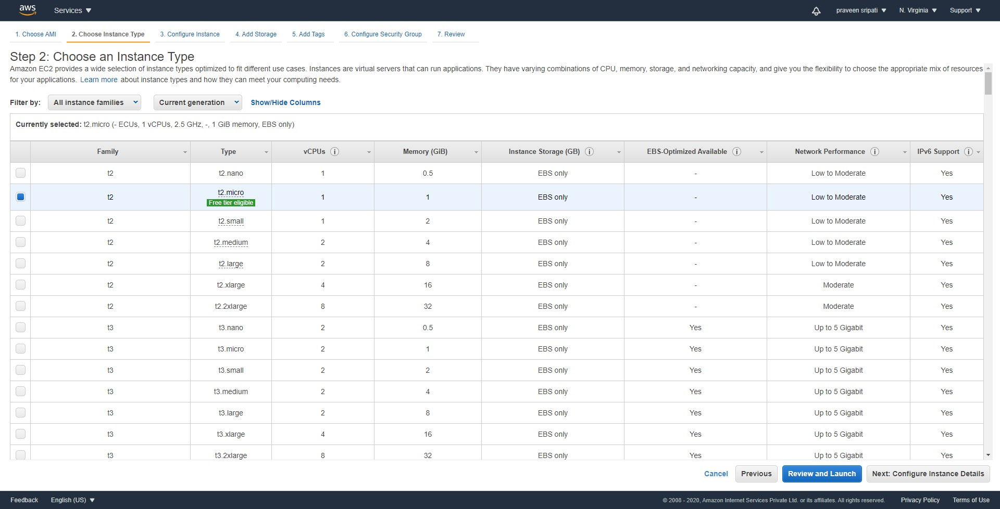 aws Services praveen sripati N. Virginia Support
1. Choose AMI 2. Choose Instance Type 3. Configure Instance 4. Add Storage 5. Add Tags 6. Configure Security Group 7. Review
Step 2: Choose an Instance Type
Amazon EC2 provides a wide selection of instance types optimized to fit different use cases. Instances are virtual servers that can run applications. They have varying combinations of CPU, memory, storage, and networking capacity, and give you the flexibility to choose the appropriate mix of resources
for your applications. Learn more about instance types and how they can meet your computing needs.
Filter by: All instance families Current generation Show/Hide Columns
Currently selected: t2.micro (- ECUs, 1 vCPUs, 2.5 GHz, -, 1 GiB memory, EBS only)
Family Type vCPUs i Memory (GiB) Instance Storage (GB) i EBS-Optimized Available i Network Performance i IPv6 Support i
t2 t2.nano 1 0.5 EBS only - Low to Moderate Yes
t2 t2.micro 1 1 EBS only - Low to Moderate Yes
Free tier eligible
t2 t2.small 1 2 EBS only - Low to Moderate Yes
t2 t2.medium 2 4 EBS only - Low to Moderate Yes
t2 t2.large 2 8 EBS only - Low to Moderate Yes
t2 t2.xlarge 4 16 EBS only - Moderate Yes
t2 t2.2xlarge 8 32 EBS only - Moderate Yes
t3 t3.nano 2 0.5 EBS only Yes Up to 5 Gigabit Yes
t3 t3.micro 2 1 EBS only Yes Up to 5 Gigabit Yes
t3 t3.small 2 2 EBS only Yes Up to 5 Gigabit Yes
t3 t3.medium 2 4 EBS only Yes Up to 5 Gigabit Yes
t3 t3.large 2 8 EBS only Yes Up to 5 Gigabit Yes
t3 t3.xlarge 4 16 EBS only Yes Up to 5 Gigabit Yes
t3 t3.2xlarge 8 32 EBS only Yes Up to 5 Gigabit Yes
Cancel Previous Review and Launch Next: Configure Instance Details
Feedback English (US) © 2008 - 2020, Amazon Internet Services Private Ltd. or its affiliates. All rights reserved. Privacy Policy Terms of Use